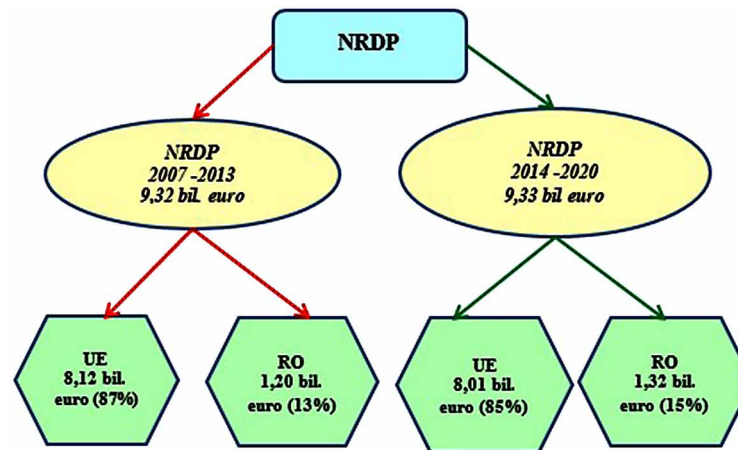 NRDP
NRDP
2007 -2013
9,32 bil. euro
NRDP
2014 -2020
9,33 bil. euro
UE
8,12 bil.
euro (87%)
RO
1,20 bil.
euro (13%)
UE
8,01 bil.
euro (85%)
RO
1,32 bil.
euro (15%)